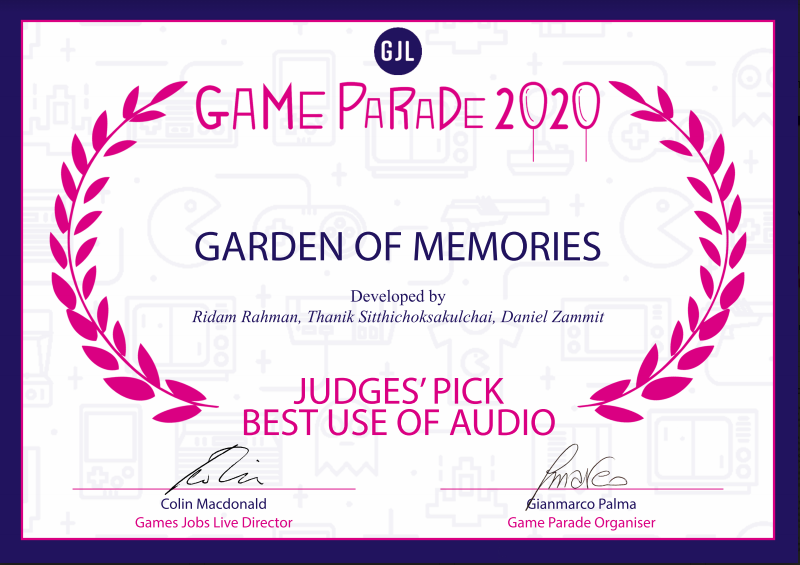 GJL
GAME PARADE 2020
GARDEN OF MEMORIES
Developed by
Ridam Rahman, Thanik Sitthichoksakulchai, Daniel Zammit
JUDGES’ PICK
BEST USE OF AUDIO
Colin Macdonald
Games Jobs Live Director
Gianmarco Palma
Game Parade Organiser